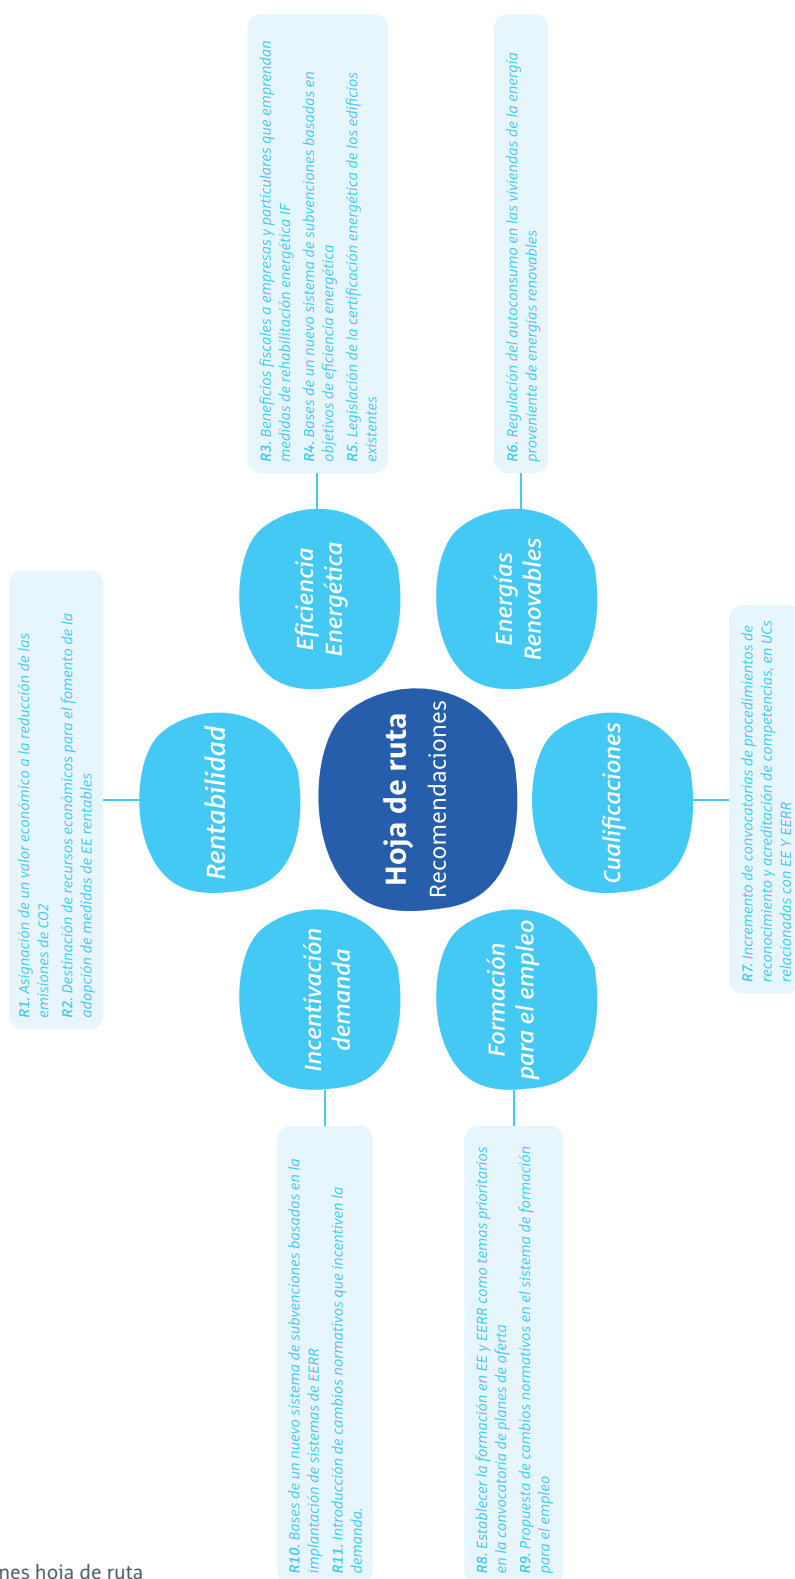 R1. Asignación de un valor económico a la reducción de las
emisiones de CO2
R2. Destinación de recursos económicos para el fomento de la
adopción de medidas de EE rentables
Rentabilidad
R3. Beneficios fiscales a empresas y particulares que emprendan
medidas de rehabilitación energética IF
R4. Bases de un nuevo sistema de subvenciones basadas en
objetivos de eficiencia energética
R5. Legislación de la certificación energética de los edificios
existentes
Eficiencia
Energética
R6. Regulación del autoconsumo en las viviendas de la energía
proveniente de energías renovables
Energías
Renovables
Hoja de ruta
Recomendaciones
Cualificaciones
R7. Incremento de convocatorias de procedimientos de
reconocimiento y acreditación de competencias, en UCs
relacionadas con EE Y EERR
Formación
para el empleo
R8. Establecer la formación en EE y EERR como temas prioritarios
en la convocatoria de planes de oferta
R9. Propuesta de cambios normativos en el sistema de formación
para el empleo
Incentivación
demanda
R10. Bases de un nuevo sistema de subvenciones basadas en la
implantación de sistemas de EERR
R11. Introducción de cambios normativos que incentiven la
demanda.
nes hoja de ruta